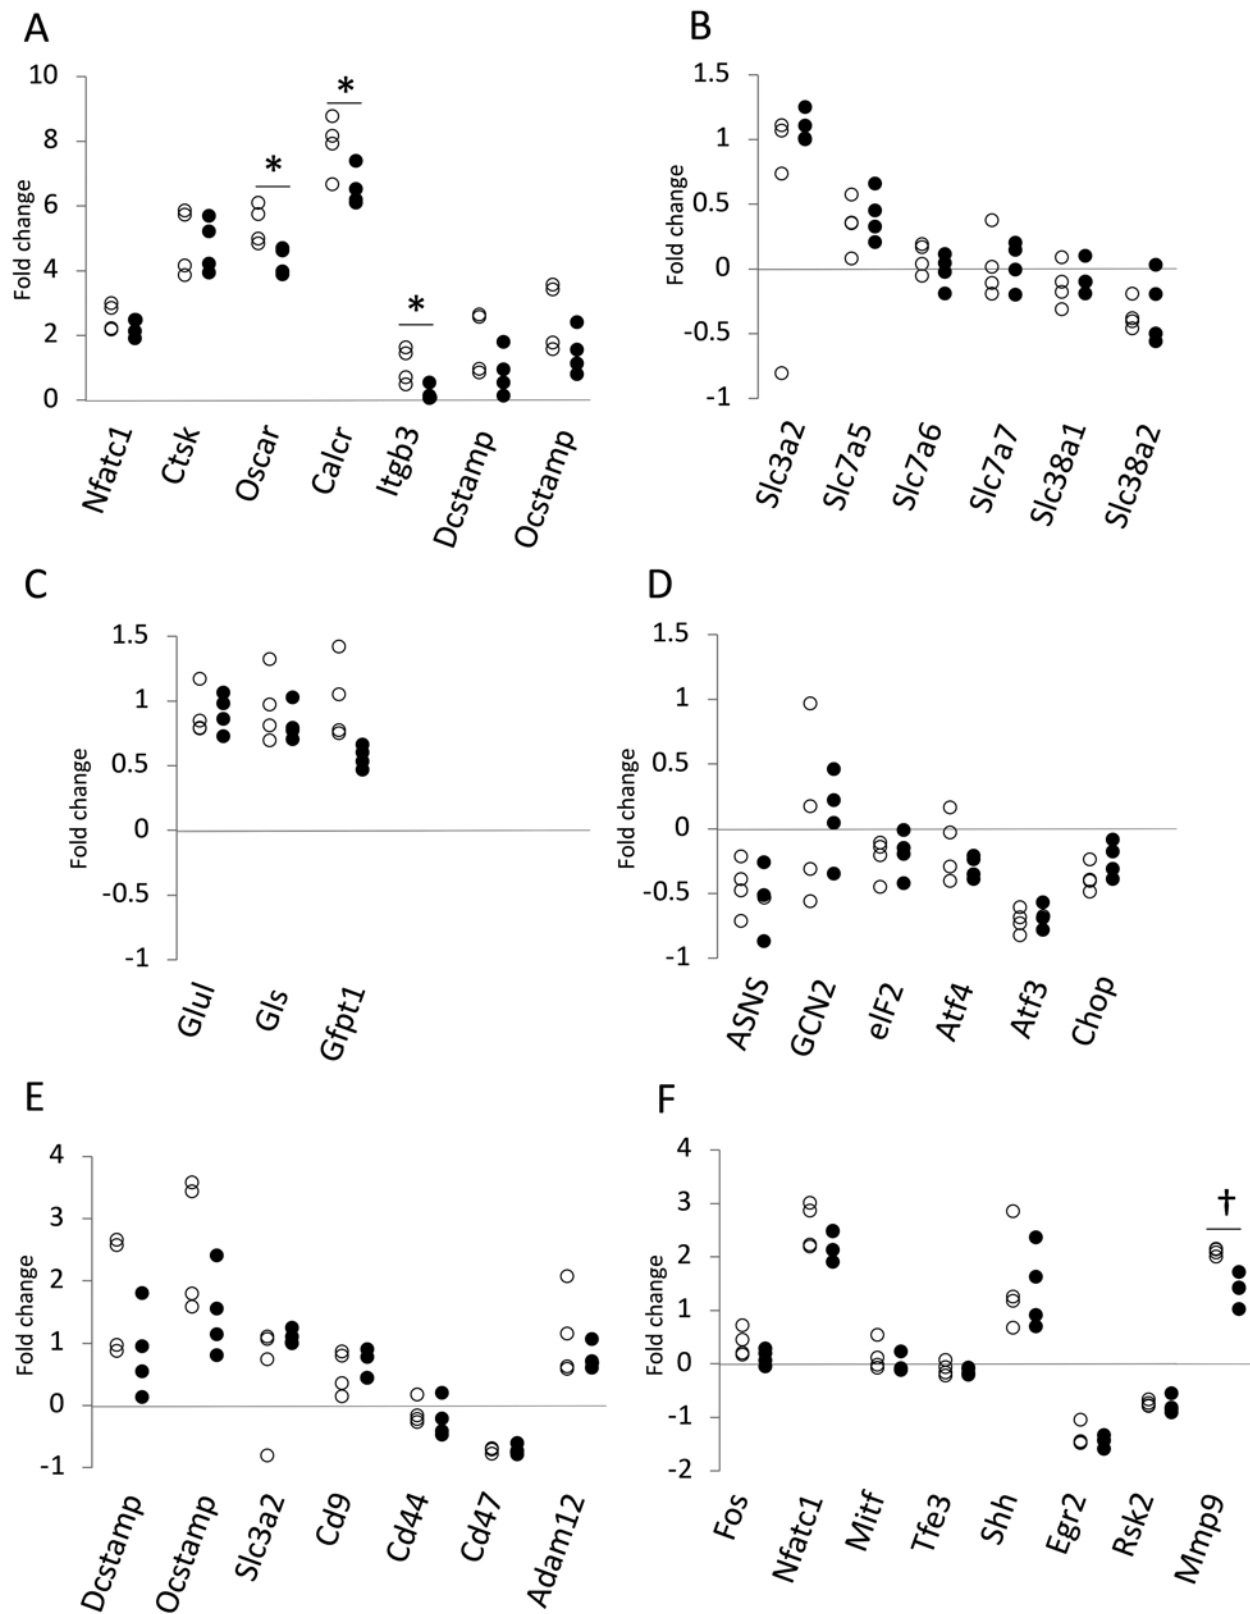 A
Fold change
10
8
6
4
2
0
*
*
*
Nfatc1
Ctsk
Oscar
Calcr
Itgb3
Dcstamp
Ocstamp
B
Fold change
1.5
1
0.5
0
-0.5
-1
Slc3a2
Slc7a5
Slc7a6
Slc7a7
Slc38a1
Slc38a2
C
Fold change
1.5
1
0.5
0
-0.5
-1
Glul
Gls
Gfpt1
D
Fold change
1.5
1
0.5
0
-0.5
-1
ASNS
GCN2
eIF2
Atf4
Atf3
Chop
E
Fold change
4
3
2
1
0
-1
Dcstamp
Ocstamp
Slc3a2
Cd9
Cd44
Cd47
Adam12
F
Fold change
4
3
2
1
0
-1
-2
†
Fos
Nfatc1
Mitf
Tfe3
Shh
Egr2
Rsk2
Mmp9